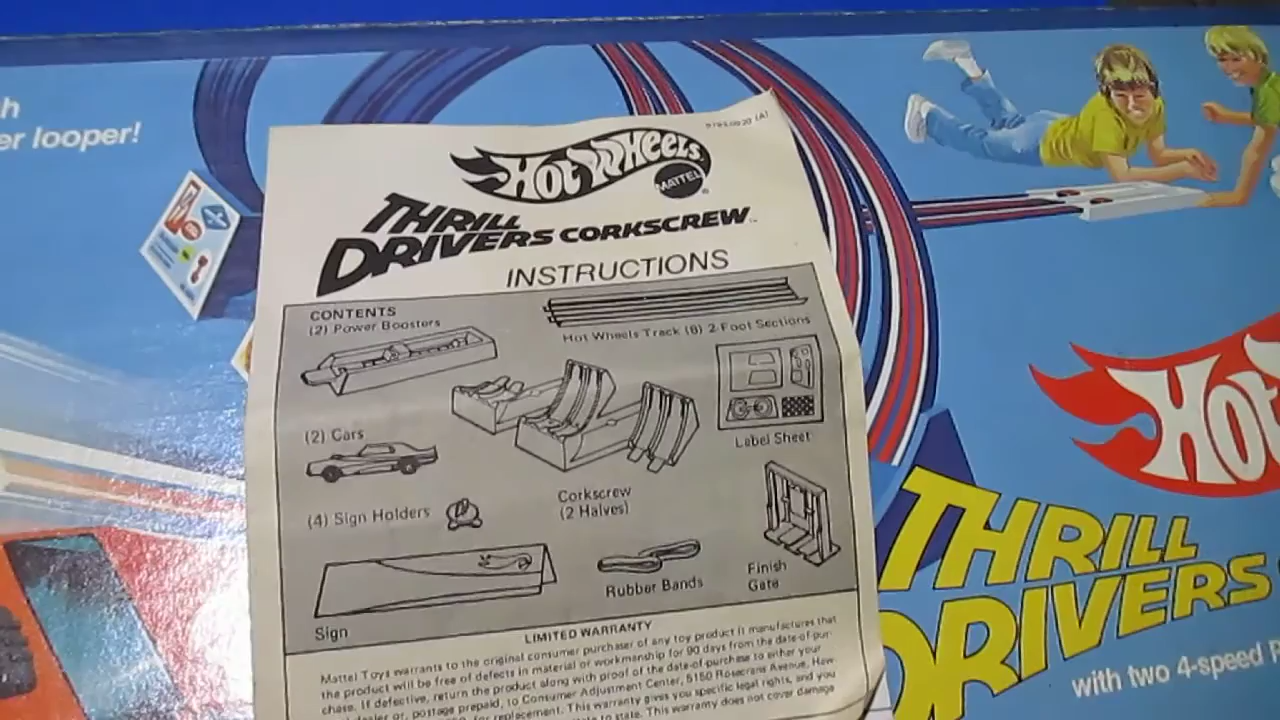 er looper!
HOT WHEELS
MATTEL
THRILL
DRIVERS CORKSCREW
INSTRUCTIONS
CONTENTS
(2) Power Boosters
Hot Wheels Track (8) 2 Foot Sections
Label Sheet
(2) Cars
Corkscrew
(2 Halves)
(4) Sign Holders
Finish
Gate
Rubber Bands
Sign
LIMITED WARRANTY
Mattel Toys warrants to the original consumer purchaser of any toy product it manufactures that
the product will be free of defects in material or workmanship for 90 days from the date of pur-
chase. If defective, return the product along with proof of the date of purchase to either your
dealer or, postage prepaid, to Consumer Adjustment Center, 5150 Rosecrans Avenue, Haw-
for replacement. This warranty gives you specific legal rights, and you
to state. This warranty does not cover damage
HOT
THRILL
DRIVERS
with two 4-speed